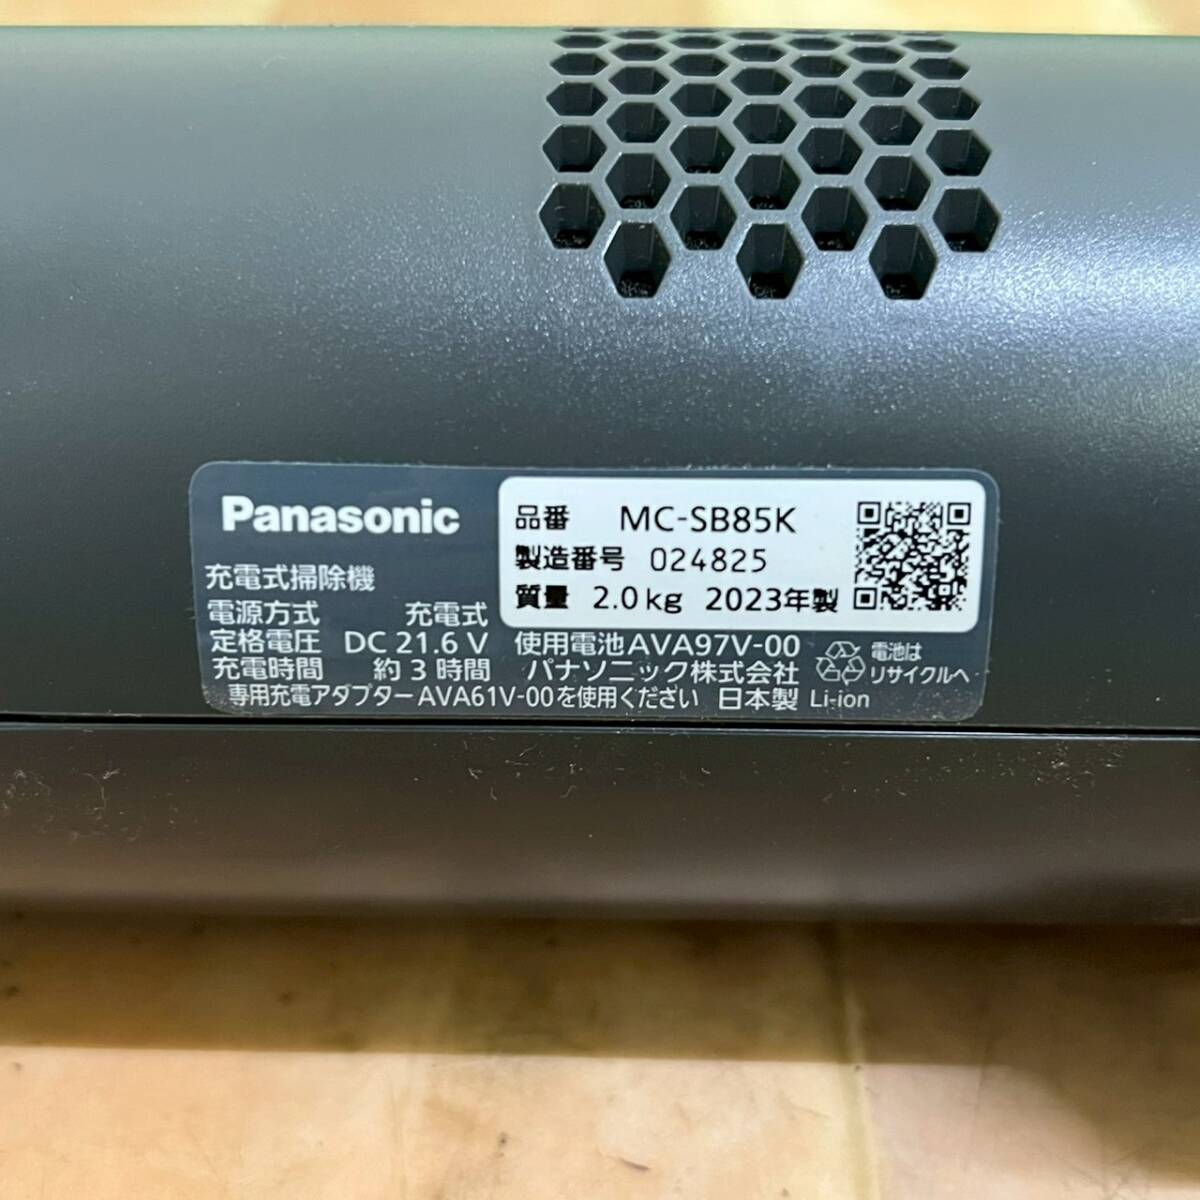 Panasonic
充電式掃除機
品番 MC-SB85K
製造番号 024825
質量 2.0kg 2023年製
電源方式 充電式
定格電圧 DC 21.6 V 使用電池AVA97V-00
充電時間 約3時間 パナソニック株式会社
専用充電アダプターAVA61V-00を使用ください 日本製 Li-ion
電池は
リサイクルへ